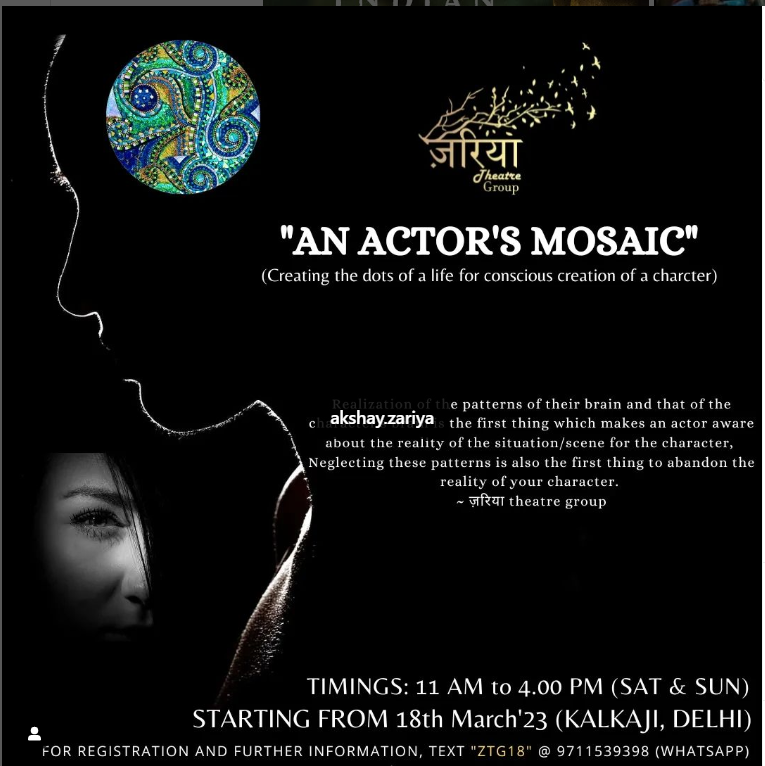 INDIAN
ज़रिया
Theatre
Group
"AN ACTOR'S MOSAIC"
(Creating the dots of a life for conscious creation of a charcter)
Realization of the patterns of their brain and that of the
akshay.zariya
is the first thing which makes an actor aware
about the reality of the situation/scene for the character,
Neglecting these patterns is also the first thing to abandon the
reality of your character.
~ ज़रिया theatre group
TIMINGS: 11 AM to 4.00 PM (SAT & SUN)
STARTING FROM 18th March'23 (KALKAJI, DELHI)
FOR REGISTRATION AND FURTHER INFORMATION, TEXT "ZTG18" @ 9711539398 (WHATSAPP)